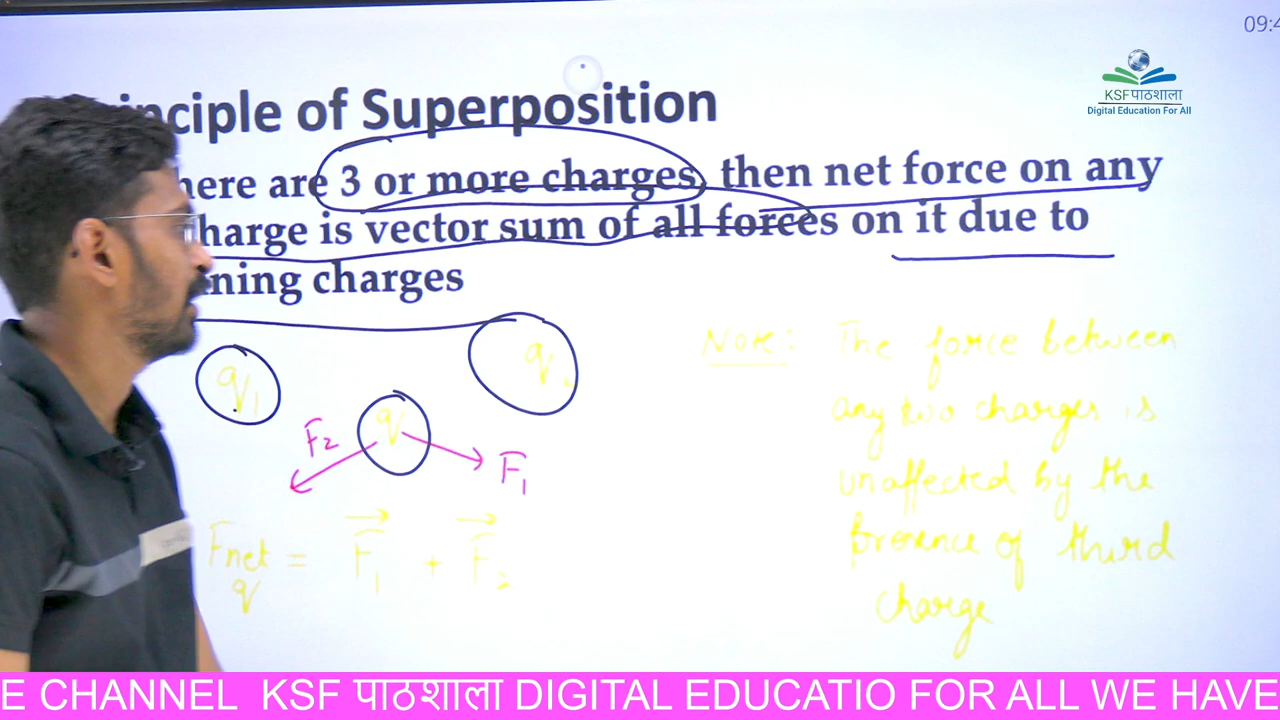 09:4
KSFपाठशाला
Digital Education For All
inciple of Superposition
here are 3 or more charges, then net force on any
harge is vector sum of all forces on it due to
ning charges
q1
q
F2
F1
Fnet q = F1 + F2
Note: The force between
any two charges is
unaffected by the
presence of third
charge
E CHANNEL KSF पाठशाला DIGITAL EDUCATIO FOR ALL WE HAVE